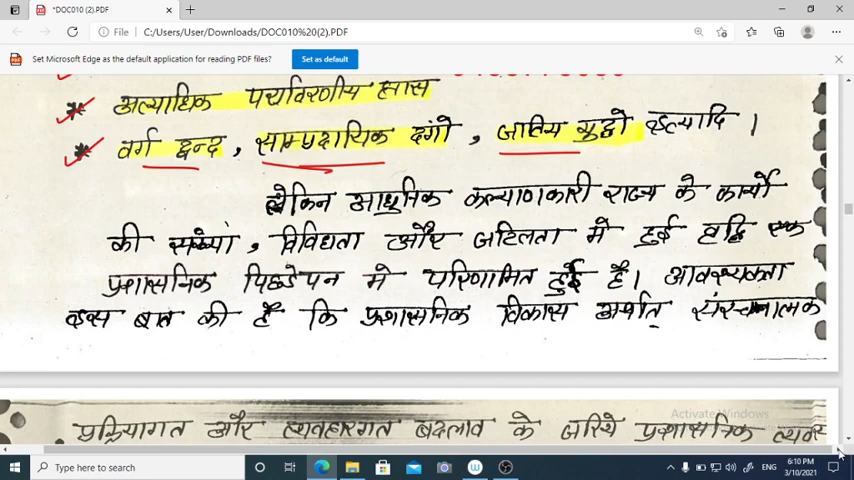 *DOC010 (2).PDF
File | C:/Users/User/Downloads/DOC010%20(2).PDF
Set Microsoft Edge as the default application for reading PDF files? Set as default
* अत्याधिक पर्यावरणीय ह्रास
* वर्ग द्वन्द, साम्प्रदायिक दंगो, जातिय युद्धो इत्यादि ।
लेकिन आधुनिक कल्याणकारी राज्य के कार्यो
की संख्या, विविधता और जटिलता मे हुई वृद्धि एक
प्रशासनिक पिछडेपन मे परिणामित हुई है। आवश्यकता
इस बात की है कि प्रशासनिक विकास अर्थात् संरचनात्मक
Activate Windows
प्रक्रियागत और व्यवहारगत बदलाव के जरिये प्रशासनिक
Type here to search
ENG
6:10 PM
3/10/2021